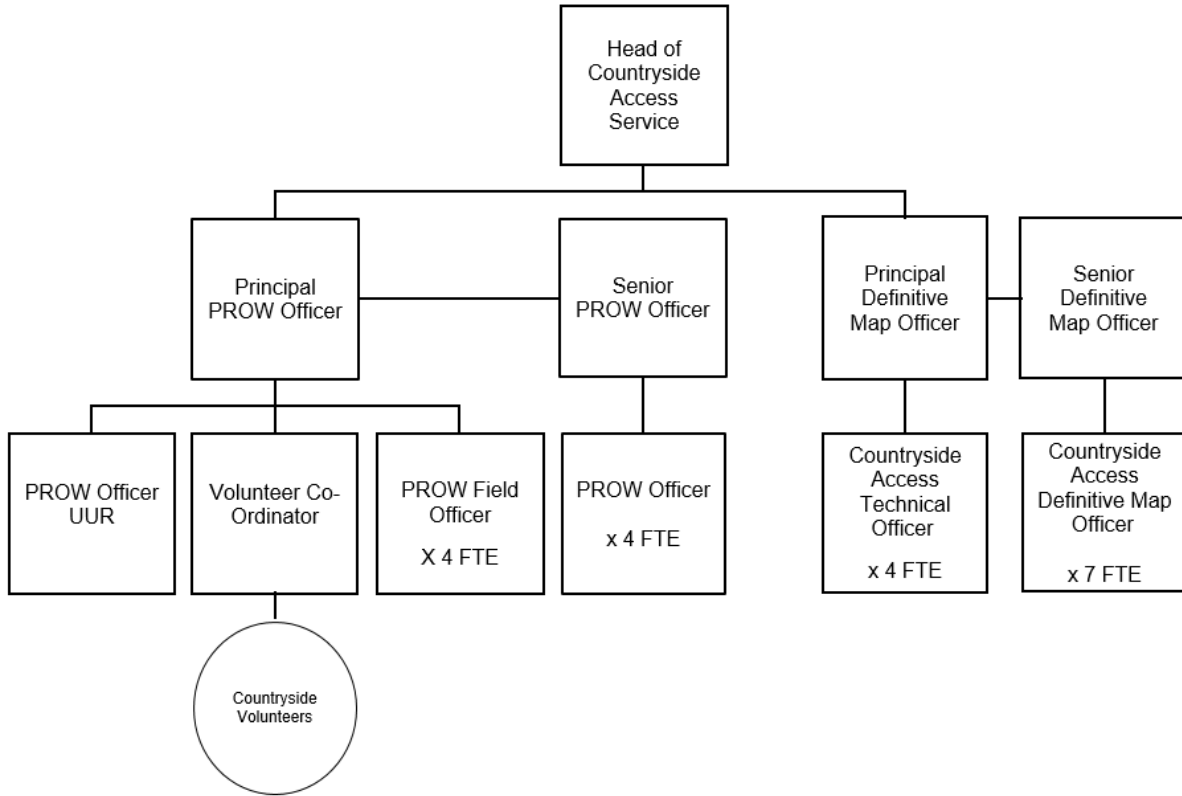 Head of
Countryside
Access
Service
Principal
PROW Officer
Senior
PROW Officer
Principal
Definitive
Map Officer
Senior
Definitive
Map Officer
PROW Officer
UUR
Volunteer Co-
Ordinator
PROW Field
Officer
X 4 FTE
PROW Officer
x 4 FTE
Countryside
Access
Technical
Officer
x 4 FTE
Countryside
Access
Definitive Map
Officer
x 7 FTE
Countryside
Volunteers